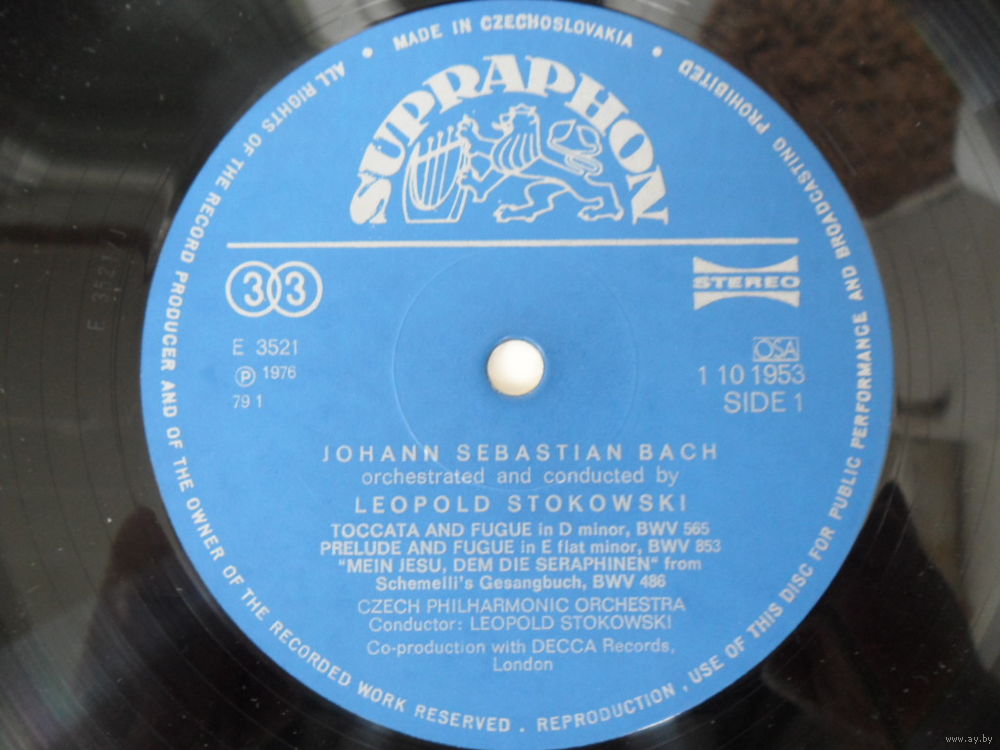 MADE IN CZECHOSLOVAKIA
SUPRAPHON
33
STEREO
E 3521
OSA
Ⓟ 1976
1 10 1953
79 1
SIDE 1
JOHANN SEBASTIAN BACH
orchestrated and conducted by
LEOPOLD STOKOWSKI
TOCCATA AND FUGUE in D minor, BWV 565
PRELUDE AND FUGUE in E flat minor, BWV 853
"MEIN JESU, DEM DIE SERAPHINEN" from
Schemelli's Gesangbuch, BWV 486
CZECH PHILHARMONIC ORCHESTRA
Conductor: LEOPOLD STOKOWSKI
Co-production with DECCA Records,
London
ALL RIGHTS OF THE RECORD PRODUCER AND OF THE OWNER OF THE RECORDED WORK RESERVED . REPRODUCTION , USE OF THIS DISC FOR PUBLIC PERFORMANCE AND BROADCASTING PROHIBITED
E 3521
www.ay.by